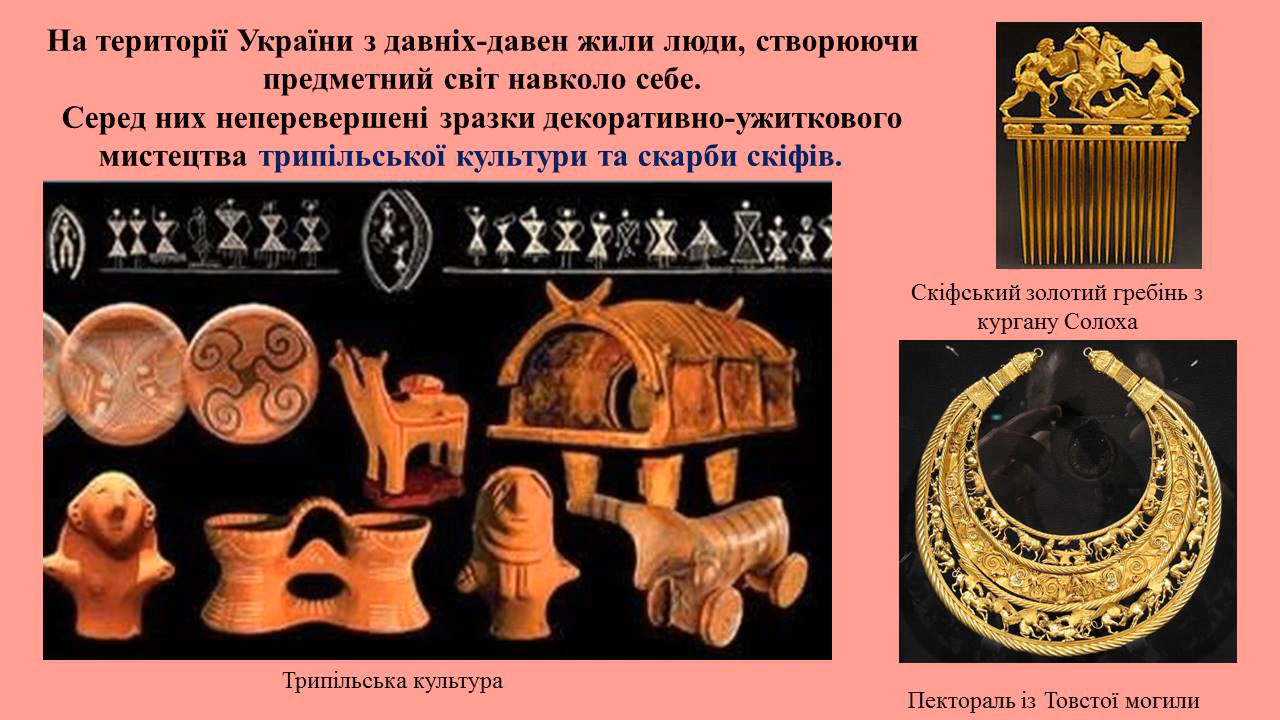 На території України з давніх-давен жили люди, створюючи
предметний світ навколо себе.
Серед них неперевершені зразки декоративно-ужиткового
мистецтва трипільської культури та скарби скіфів.
Скіфський золотий гребінь з
кургану Солоха
Трипільська культура
Пектораль із Товстої могили